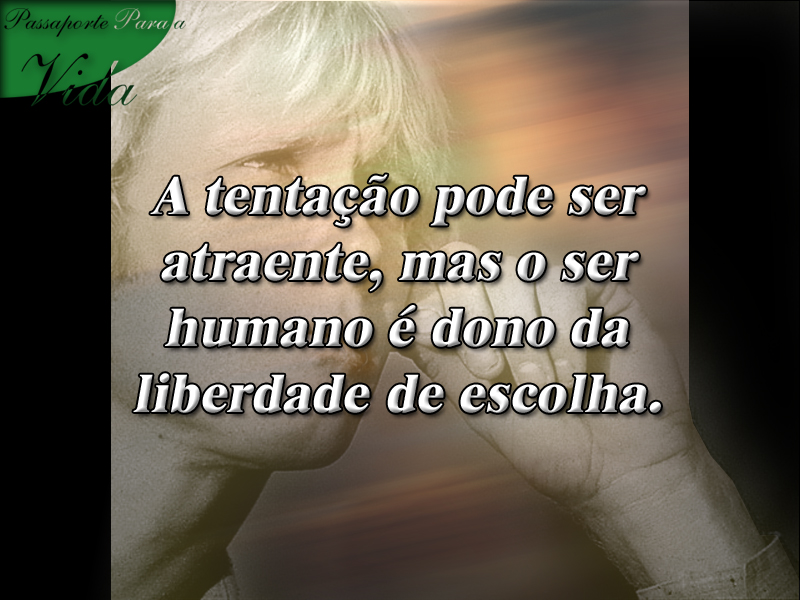 Passaporte Para a
Vida
A tentação pode ser
atraente, mas o ser
humano é dono da
liberdade de escolha.